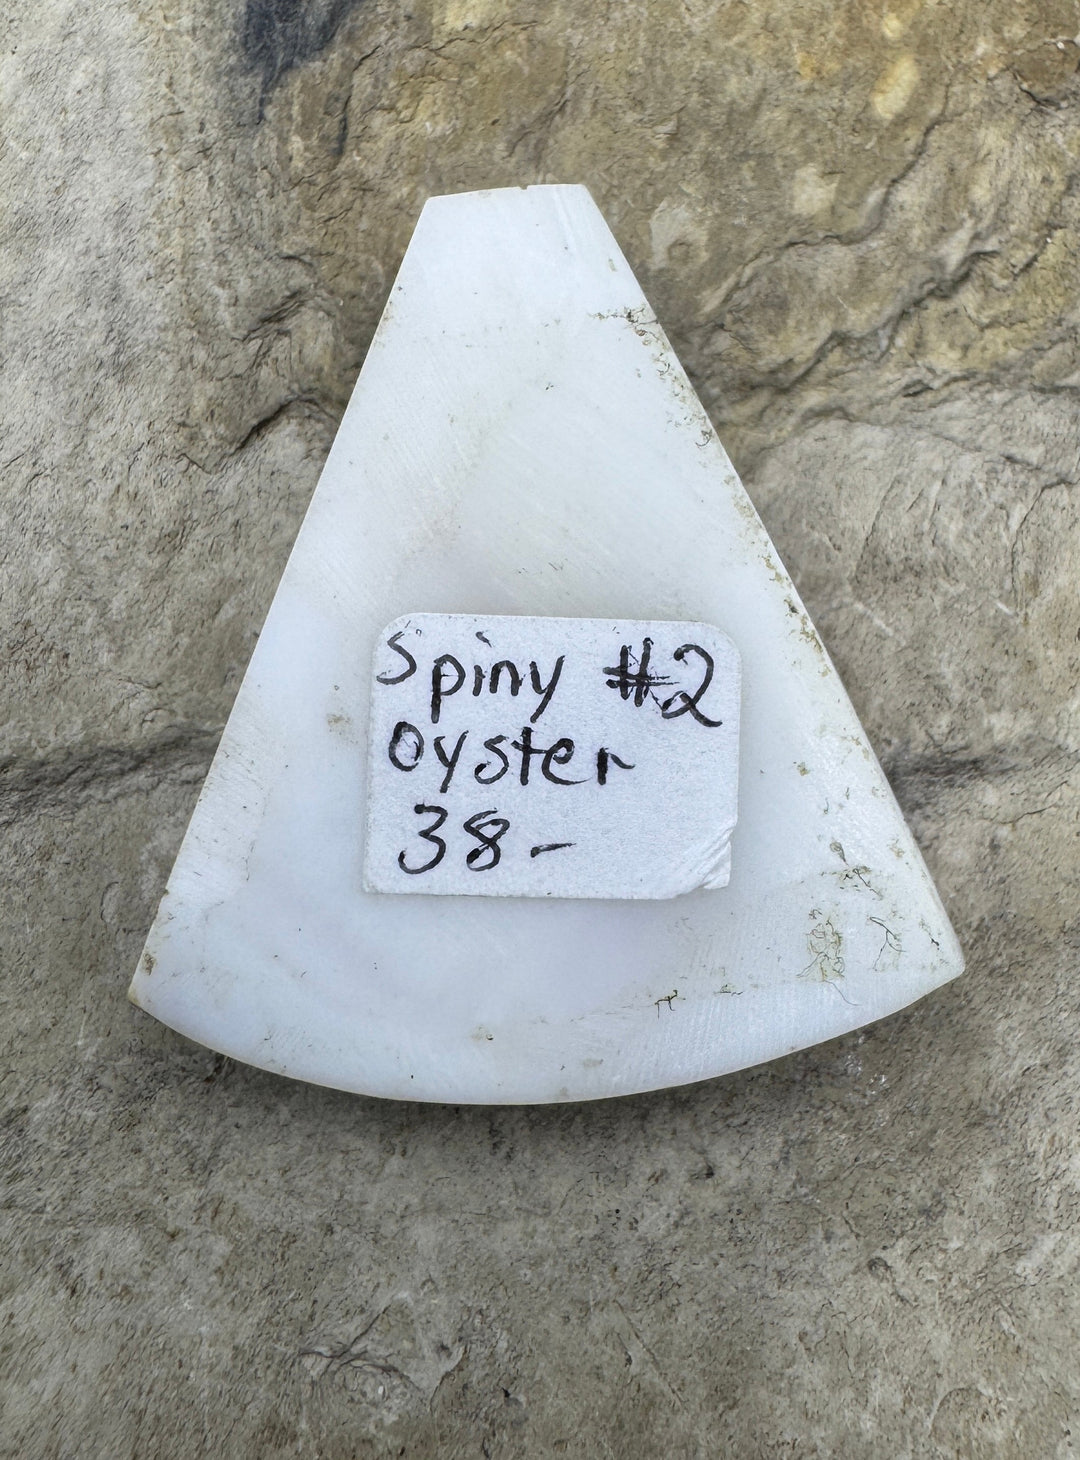 Spiny #2
Oyster
38-